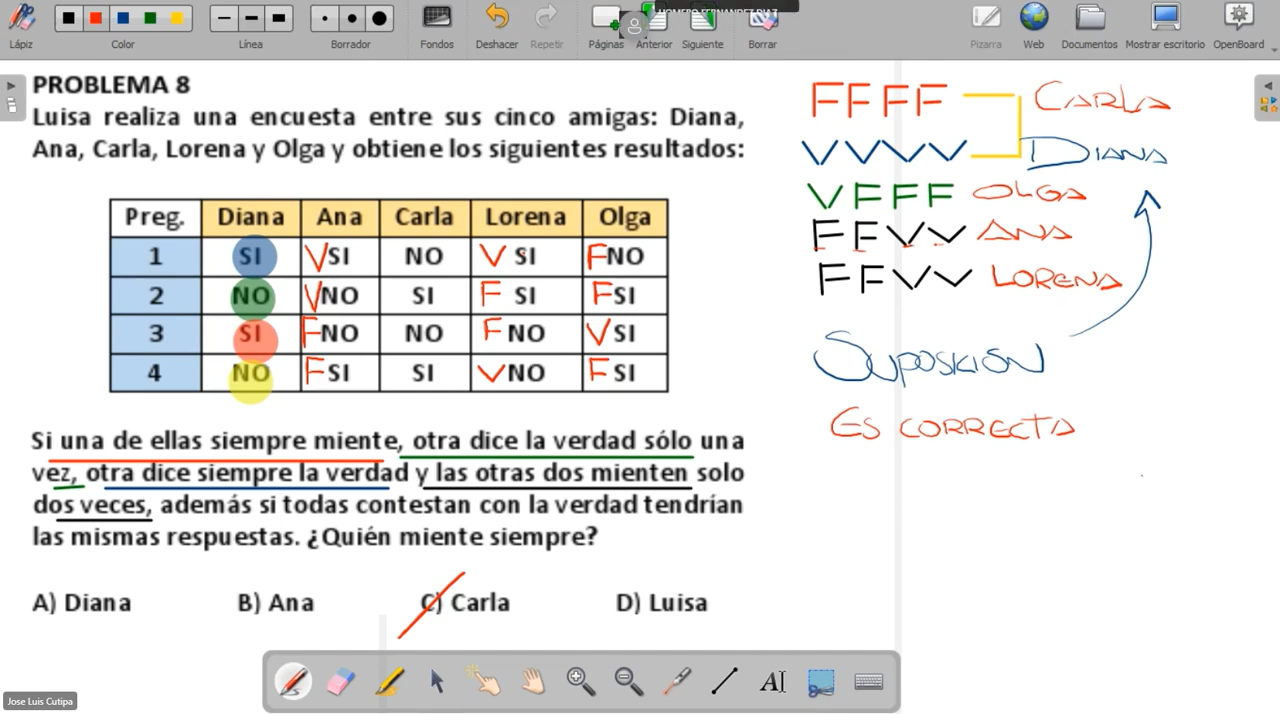 HOMERO FERNANDEZ DIAZ
Lápiz Color Línea Borrador Fondos Deshacer Repetir Páginas Anterior Siguiente Borrar Pizarra Web Documentos Mostrar escritorio OpenBoard
PROBLEMA 8
Luisa realiza una encuesta entre sus cinco amigas: Diana,
Ana, Carla, Lorena y Olga y obtiene los siguientes resultados:
Preg. Diana Ana Carla Lorena Olga
1 SI V SI NO V SI F NO
2 NO V NO SI F SI F SI
3 SI F NO NO F NO V SI
4 NO F SI SI V NO F SI
Si una de ellas siempre miente, otra dice la verdad sólo una
vez, otra dice siempre la verdad y las otras dos mienten solo
dos veces, además si todas contestan con la verdad tendrían
las mismas respuestas. ¿Quién miente siempre?
A) Diana B) Ana C) Carla D) Luisa
FFFF CARLA
VVVV DIANA
VFFF OLGA
FFVV ANA
FFVV LORENA
SUPOSICIÓN
ES CORRECTA
Jose Luis Cutipa